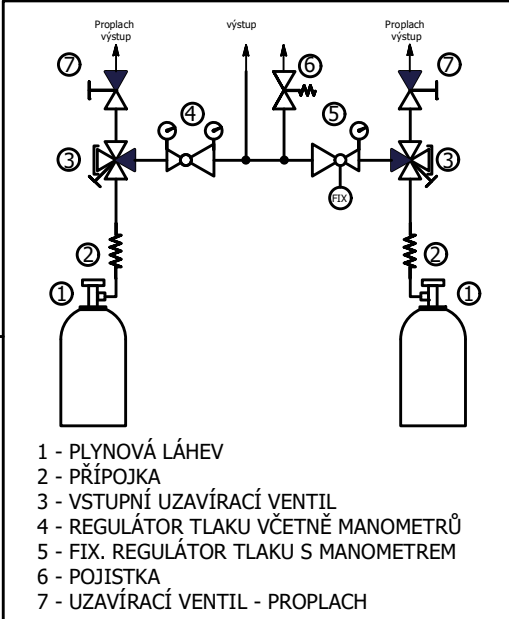 Proplach
výstup
výstup
Proplach
výstup
7
6
7
4
5
3
3
FIX
2
2
1
1
1 - PLYNOVÁ LÁHEV
2 - PŘÍPOJKA
3 - VSTUPNÍ UZAVÍRACÍ VENTIL
4 - REGULÁTOR TLAKU VČETNĚ MANOMETRŮ
5 - FIX. REGULÁTOR TLAKU S MANOMETREM
6 - POJISTKA
7 - UZAVÍRACÍ VENTIL - PROPLACH